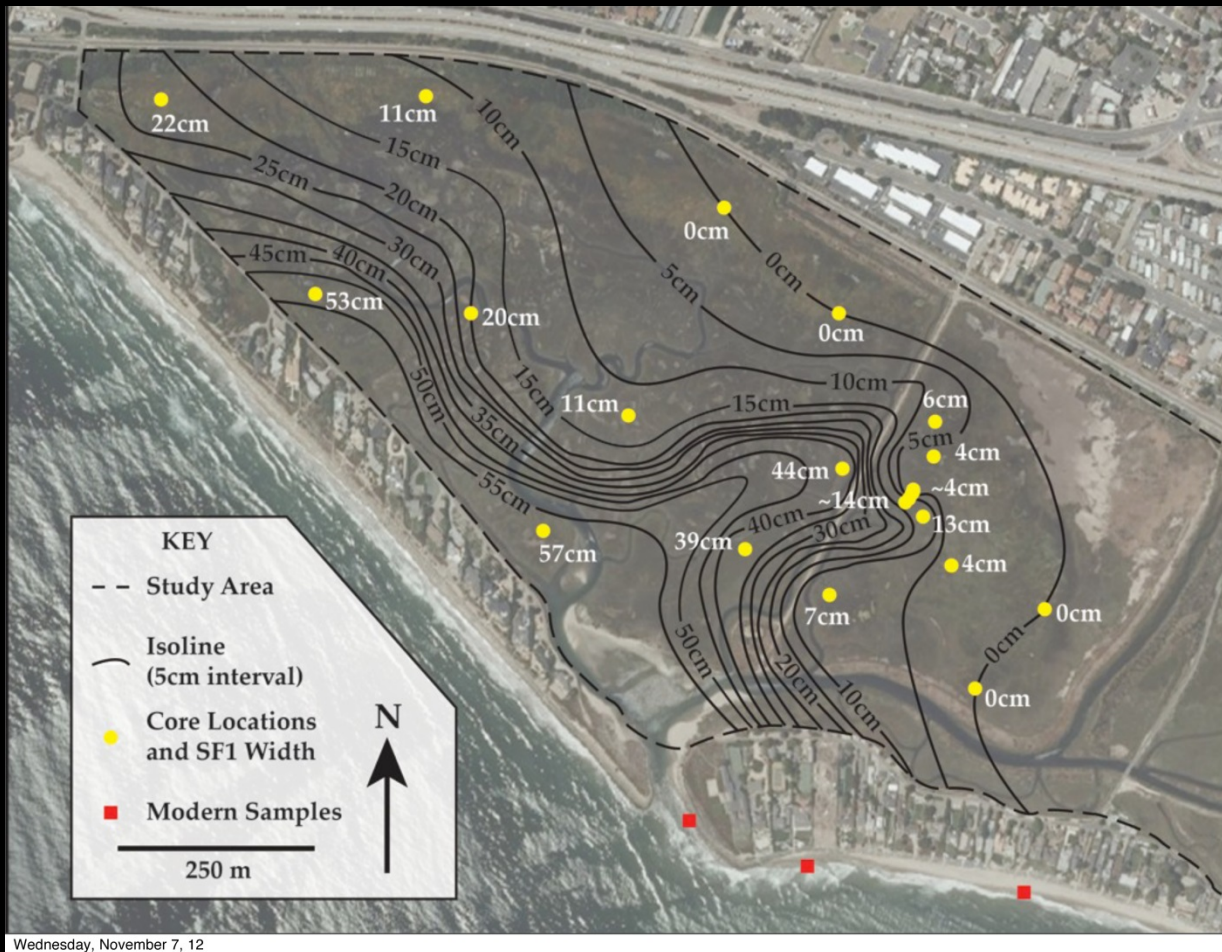 22cm
11cm
10cm
15cm
25cm
20cm
0cm
30cm
0cm
45cm
40cm
5cm
53cm
20cm
0cm
50cm
15cm
10cm
11cm
15cm
6cm
35cm
5cm
4cm
44cm
55cm
~14cm
~4cm
40cm
30cm
13cm
39cm
57cm
4cm
7cm
0cm
50cm
0cm
20cm
10cm
0cm
KEY
Study Area
Isoline
(5cm interval)
Core Locations
and SF1 Width
N
Modern Samples
250 m
Wednesday, November 7, 12